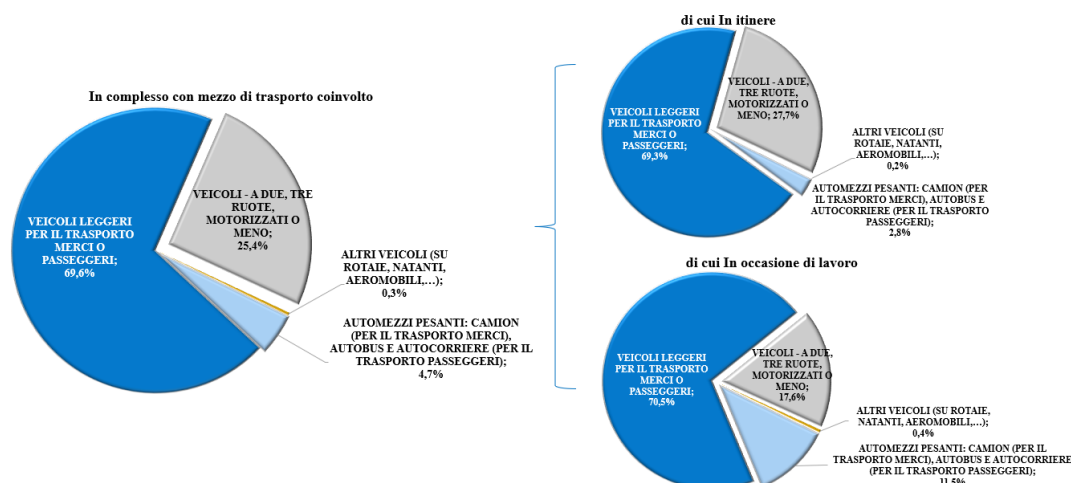 In complesso con mezzo di trasporto coinvolto
VEICOLI LEGGERI
PER IL TRASPORTO
MERCI O
PASSEGGERI;
69,6%
VEICOLI - A DUE, TRE
RUOTE,
MOTORIZZATI O
MENO;
25,4%
ALTRI VEICOLI (SU
ROTAIE, NATANTI,
AEROMOBILI,…);
0,3%
AUTOMEZZI PESANTI: CAMION
(PER IL TRASPORTO MERCI),
AUTOBUS E AUTOCORRIERE (PER IL
TRASPORTO PASSEGGERI);
4,7%
di cui In itinere
VEICOLI LEGGERI
PER IL TRASPORTO
MERCI O
PASSEGGERI;
69,3%
VEICOLI - A DUE,
TRE RUOTE,
MOTORIZZATI O
MENO; 27,7%
ALTRI VEICOLI (SU
ROTAIE, NATANTI,
AEROMOBILI,…);
0,2%
AUTOMEZZI PESANTI: CAMION (PER
IL TRASPORTO MERCI), AUTOBUS E
AUTOCORRIERE (PER IL TRASPORTO
PASSEGGERI);
2,8%
di cui In occasione di lavoro
VEICOLI LEGGERI
PER IL TRASPORTO
MERCI O
PASSEGGERI;
70,5%
VEICOLI - A DUE,
TRE RUOTE,
MOTORIZZATI O
MENO;
17,6%
ALTRI VEICOLI (SU ROTAIE,
NATANTI, AEROMOBILI,…);
0,4%
AUTOMEZZI PESANTI: CAMION (PER IL
TRASPORTO MERCI), AUTOBUS E AUTOCORRIERE
(PER IL TRASPORTO PASSEGGERI);
11,5%